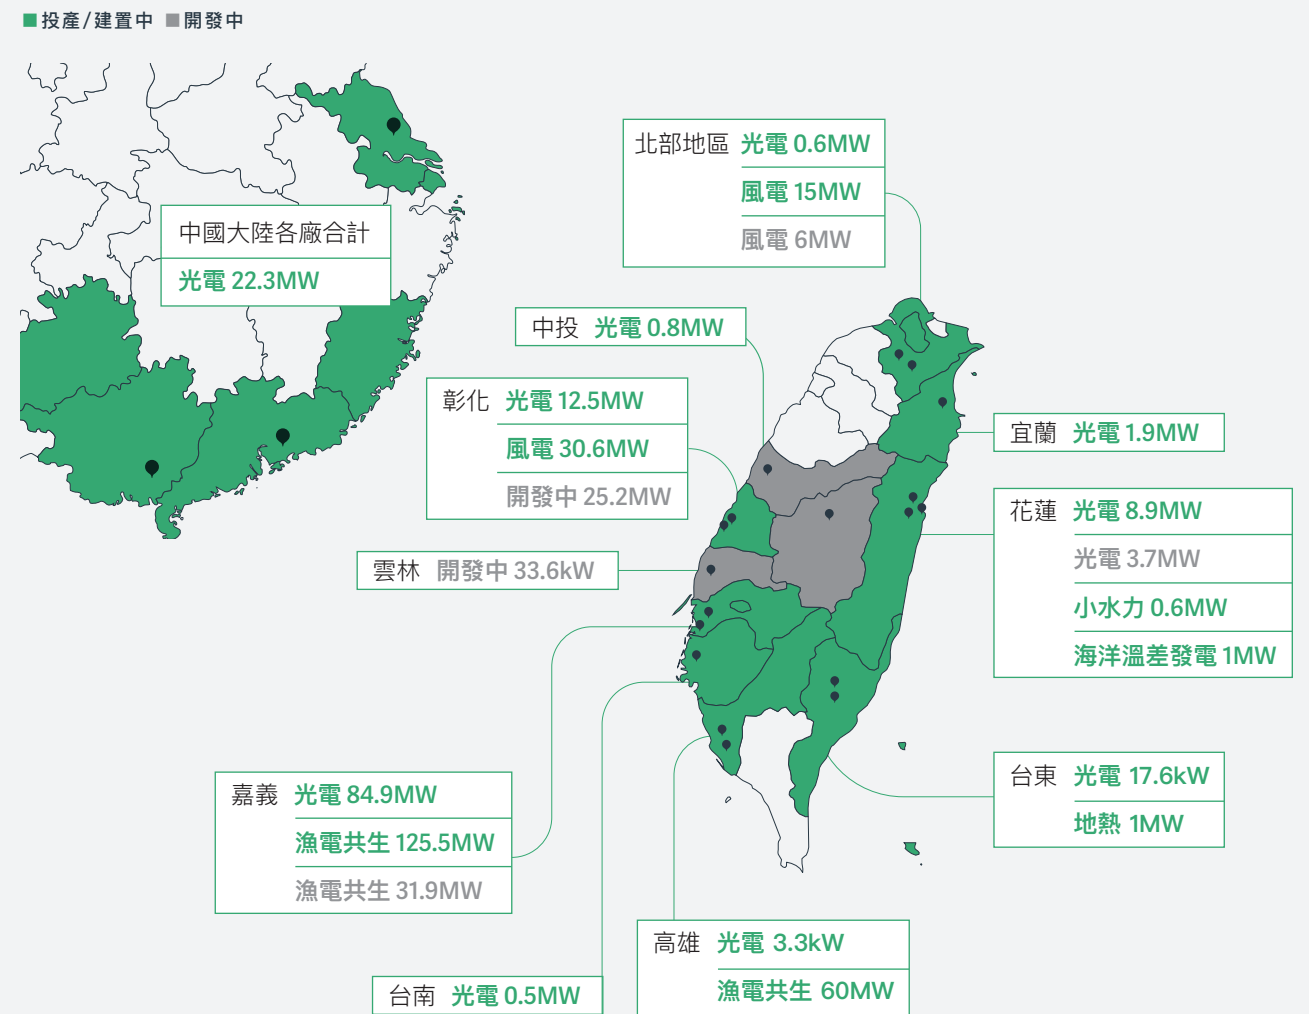 投產/建置中 開發中
中國大陸各廠合計
光電 22.3MW
北部地區 光電 0.6MW
風電 15MW
風電 6MW
中投 光電 0.8MW
彰化 光電 12.5MW
風電 30.6MW
開發中 25.2MW
雲林 開發中 33.6kW
宜蘭 光電 1.9MW
花蓮 光電 8.9MW
光電 3.7MW
小水力 0.6MW
海洋溫差發電 1MW
台東 光電 17.6kW
地熱 1MW
嘉義 光電 84.9MW
漁電共生 125.5MW
漁電共生 31.9MW
高雄 光電 3.3kW
漁電共生 60MW
台南 光電 0.5MW